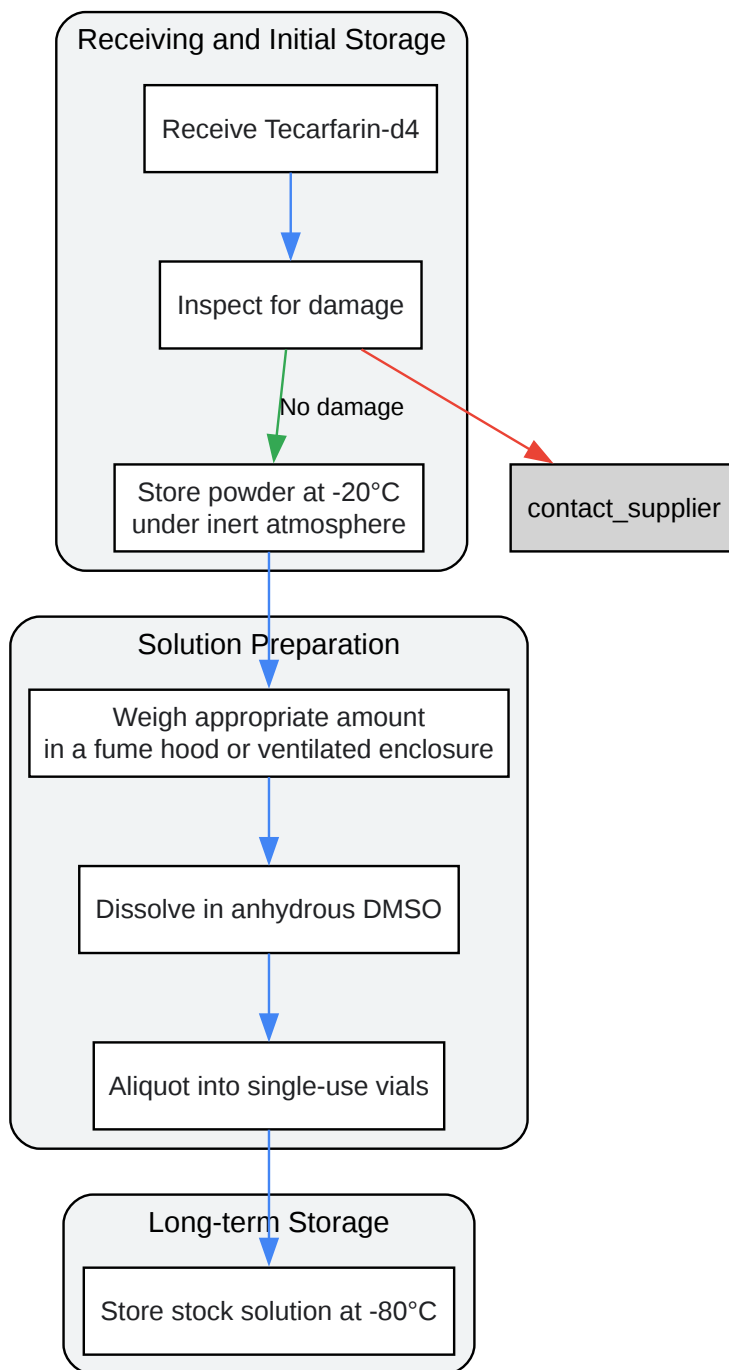 Receiving and Initial Storage
Receive Tecarfarin-d4
Inspect for damage
No damage
Store powder at -20°C
under inert atmosphere
contact_supplier
Solution Preparation
Weigh appropriate amount
in a fume hood or ventilated enclosure
Dissolve in anhydrous DMSO
Aliquot into single-use vials
Long-term Storage
Store stock solution at -80°C